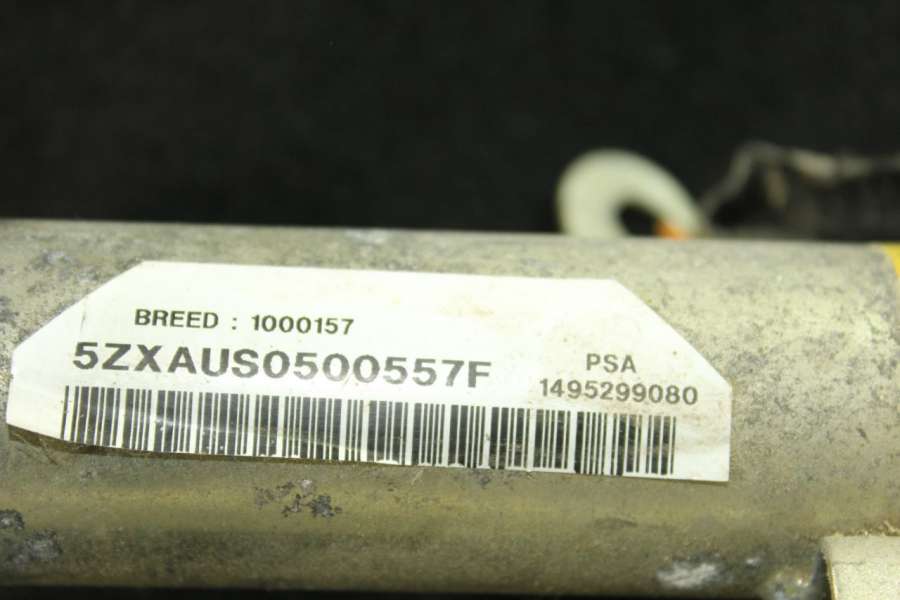 BREED : 1000157
5ZXAUS0500557F
PSA
1495299080